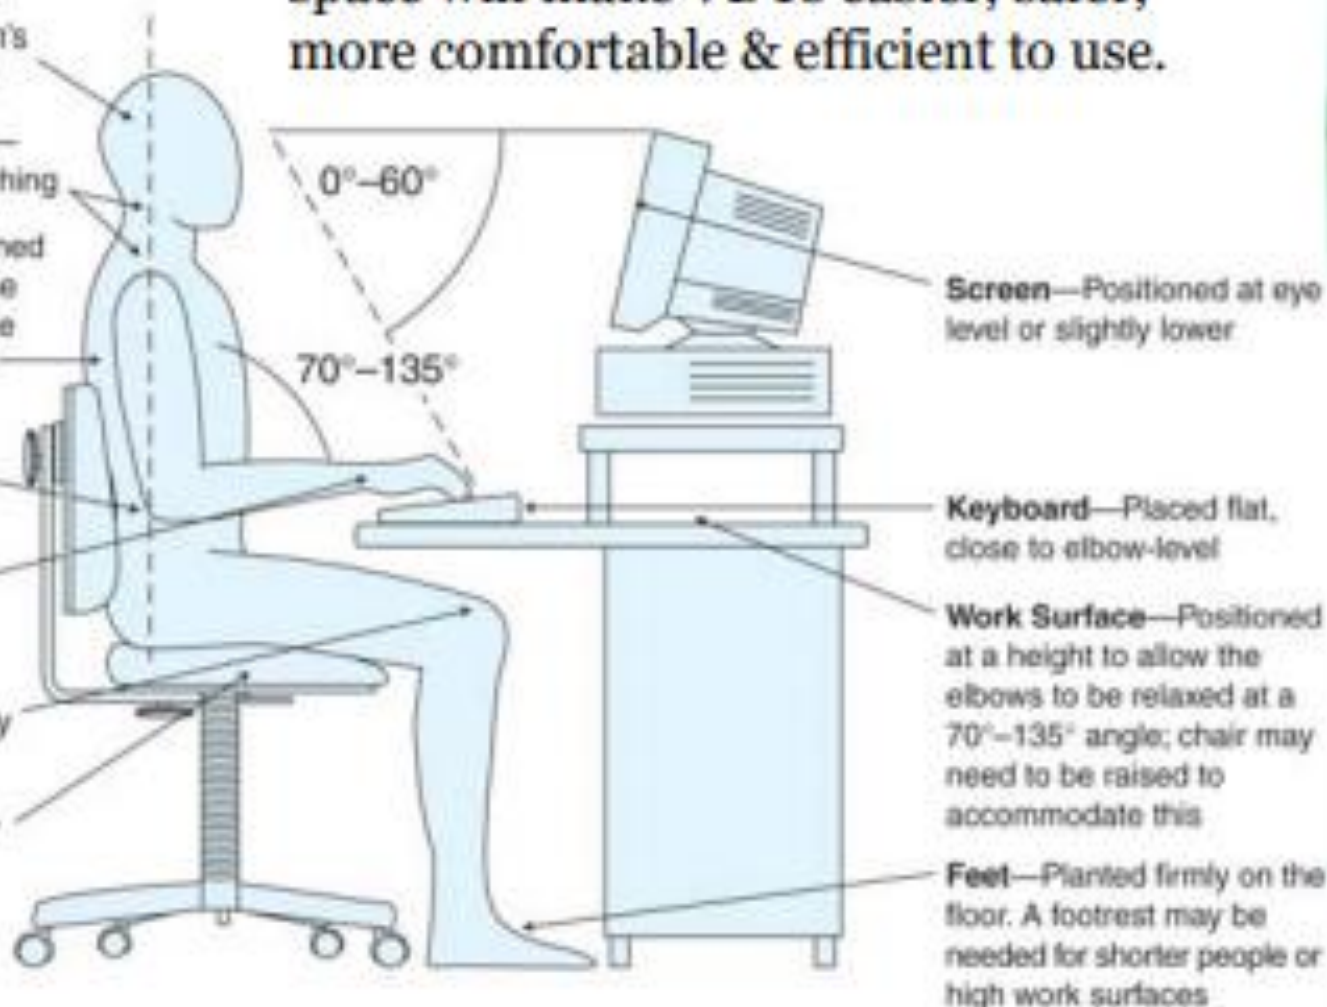 more comfortable & efficient to use.
0°–60°
70°–135°
Screen—Positioned at eye
level or slightly lower
Keyboard—Placed flat,
close to elbow-level
Work Surface—Positioned
at a height to allow the
elbows to be relaxed at a
70°–135° angle; chair may
need to be raised to
accommodate this
Feet—Planted firmly on the
floor. A footrest may be
needed for shorter people or
high work surfaces